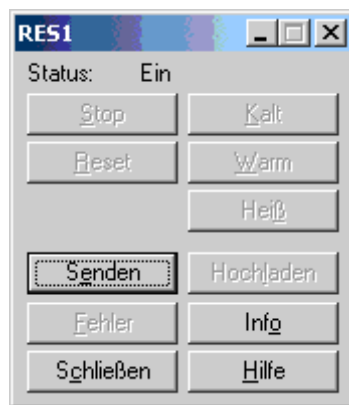 RES1
Status: Ein
Stop Kalt
Reset Warm
Heiß
Senden Hochladen
Fehler Info
Schließen Hilfe